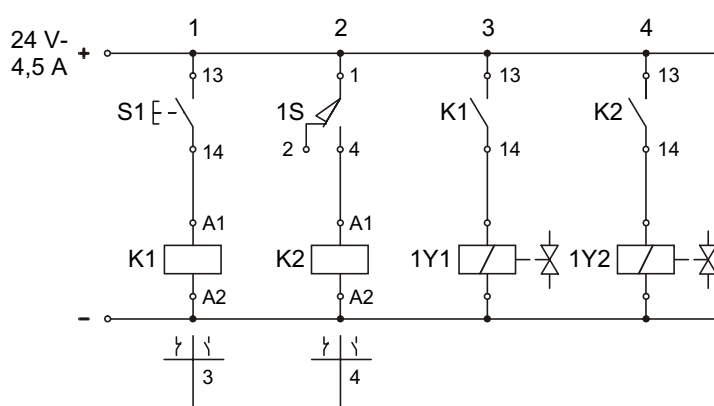 1 2 3 4
24 V-
4,5 A
+
13 1 13 13
S1 1S K1 K2
14 2 4 14 14
A1 A1
K1 K2 1Y1 1Y2
A2 A2
-
3 4